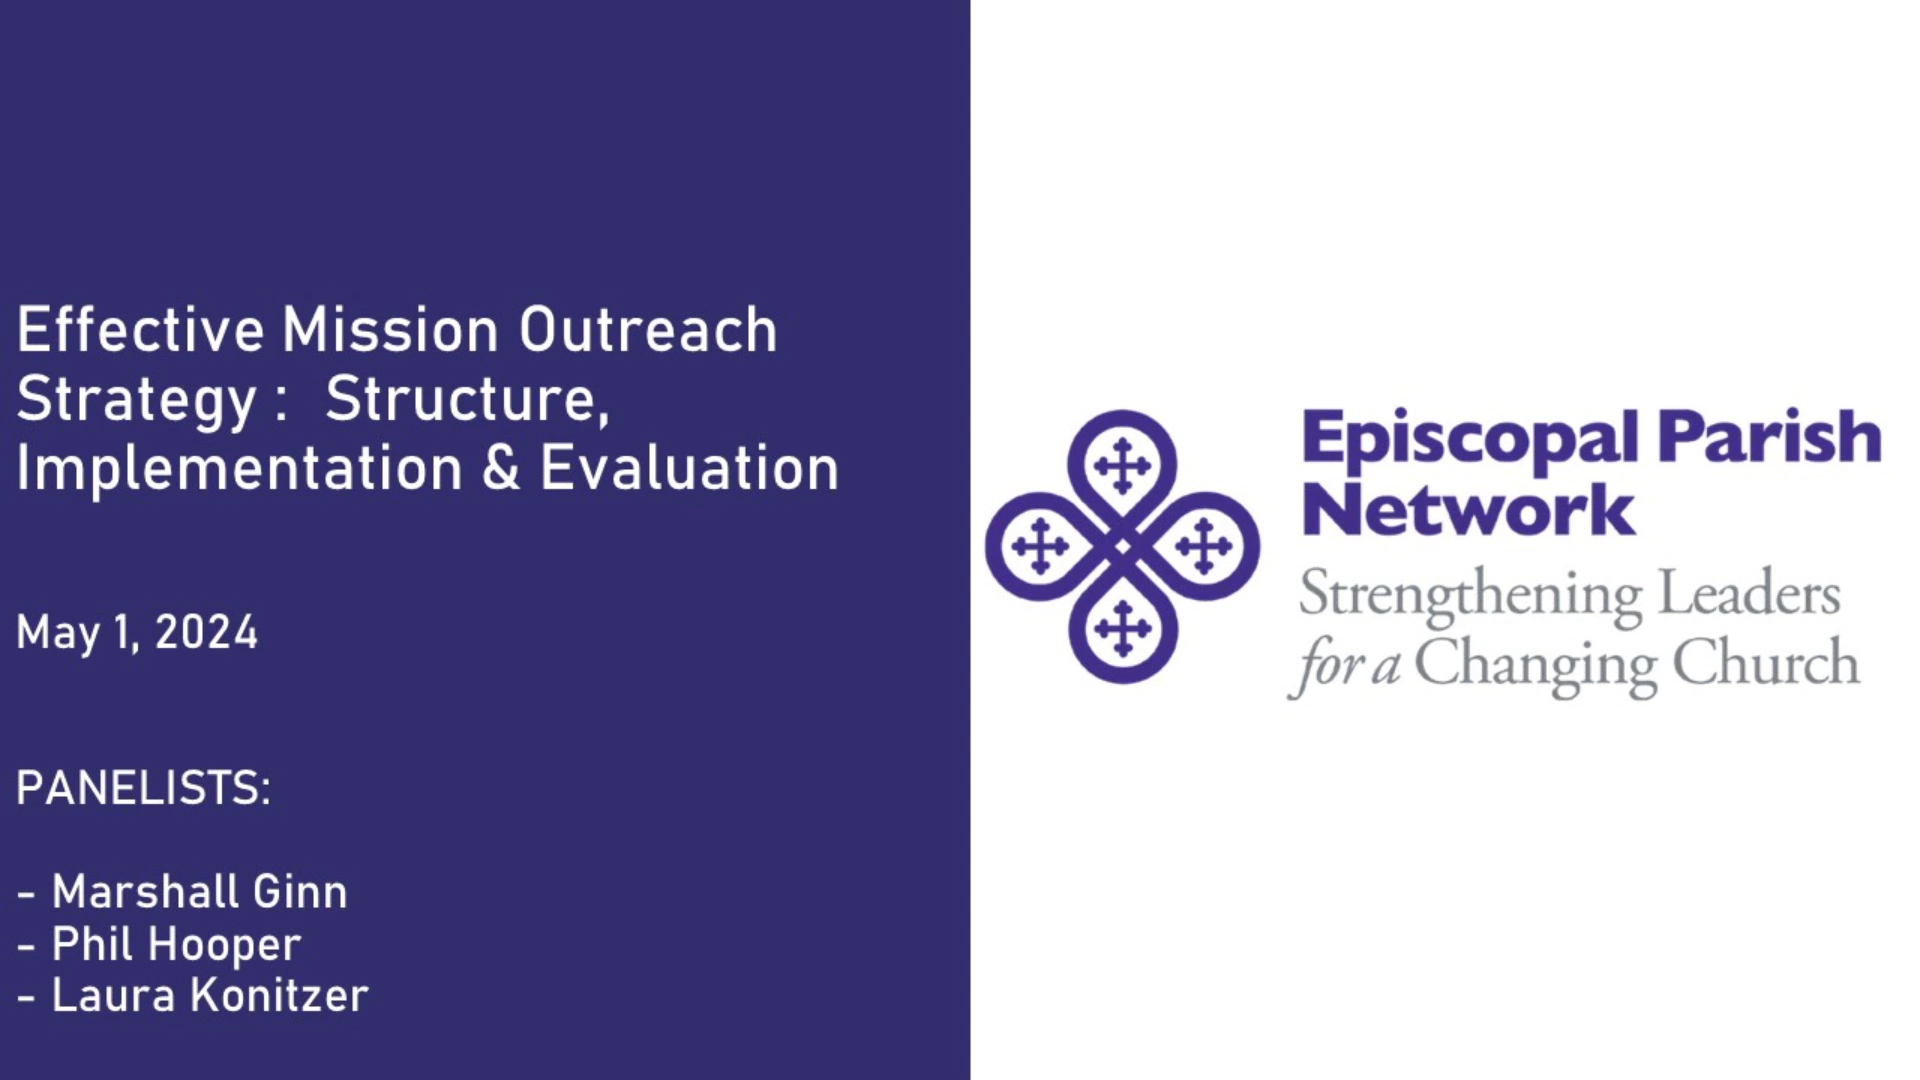 Effective Mission Outreach
Strategy :  Structure,
Implementation & Evaluation
May 1, 2024
PANELISTS:
- Marshall Ginn
- Phil Hooper
- Laura Konitzer
Episcopal Parish
Network
Strengthening Leaders
for a Changing Church